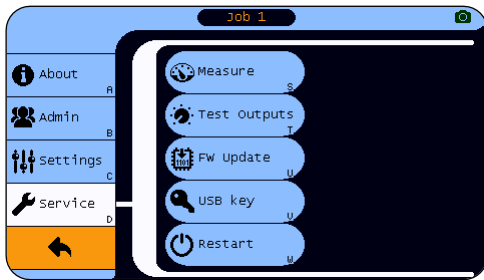 Job 1
About
A
Admin
B
Settings
C
Service
D
Measure
S
Test Outputs
T
FW Update
U
USB key
V
Restart
W